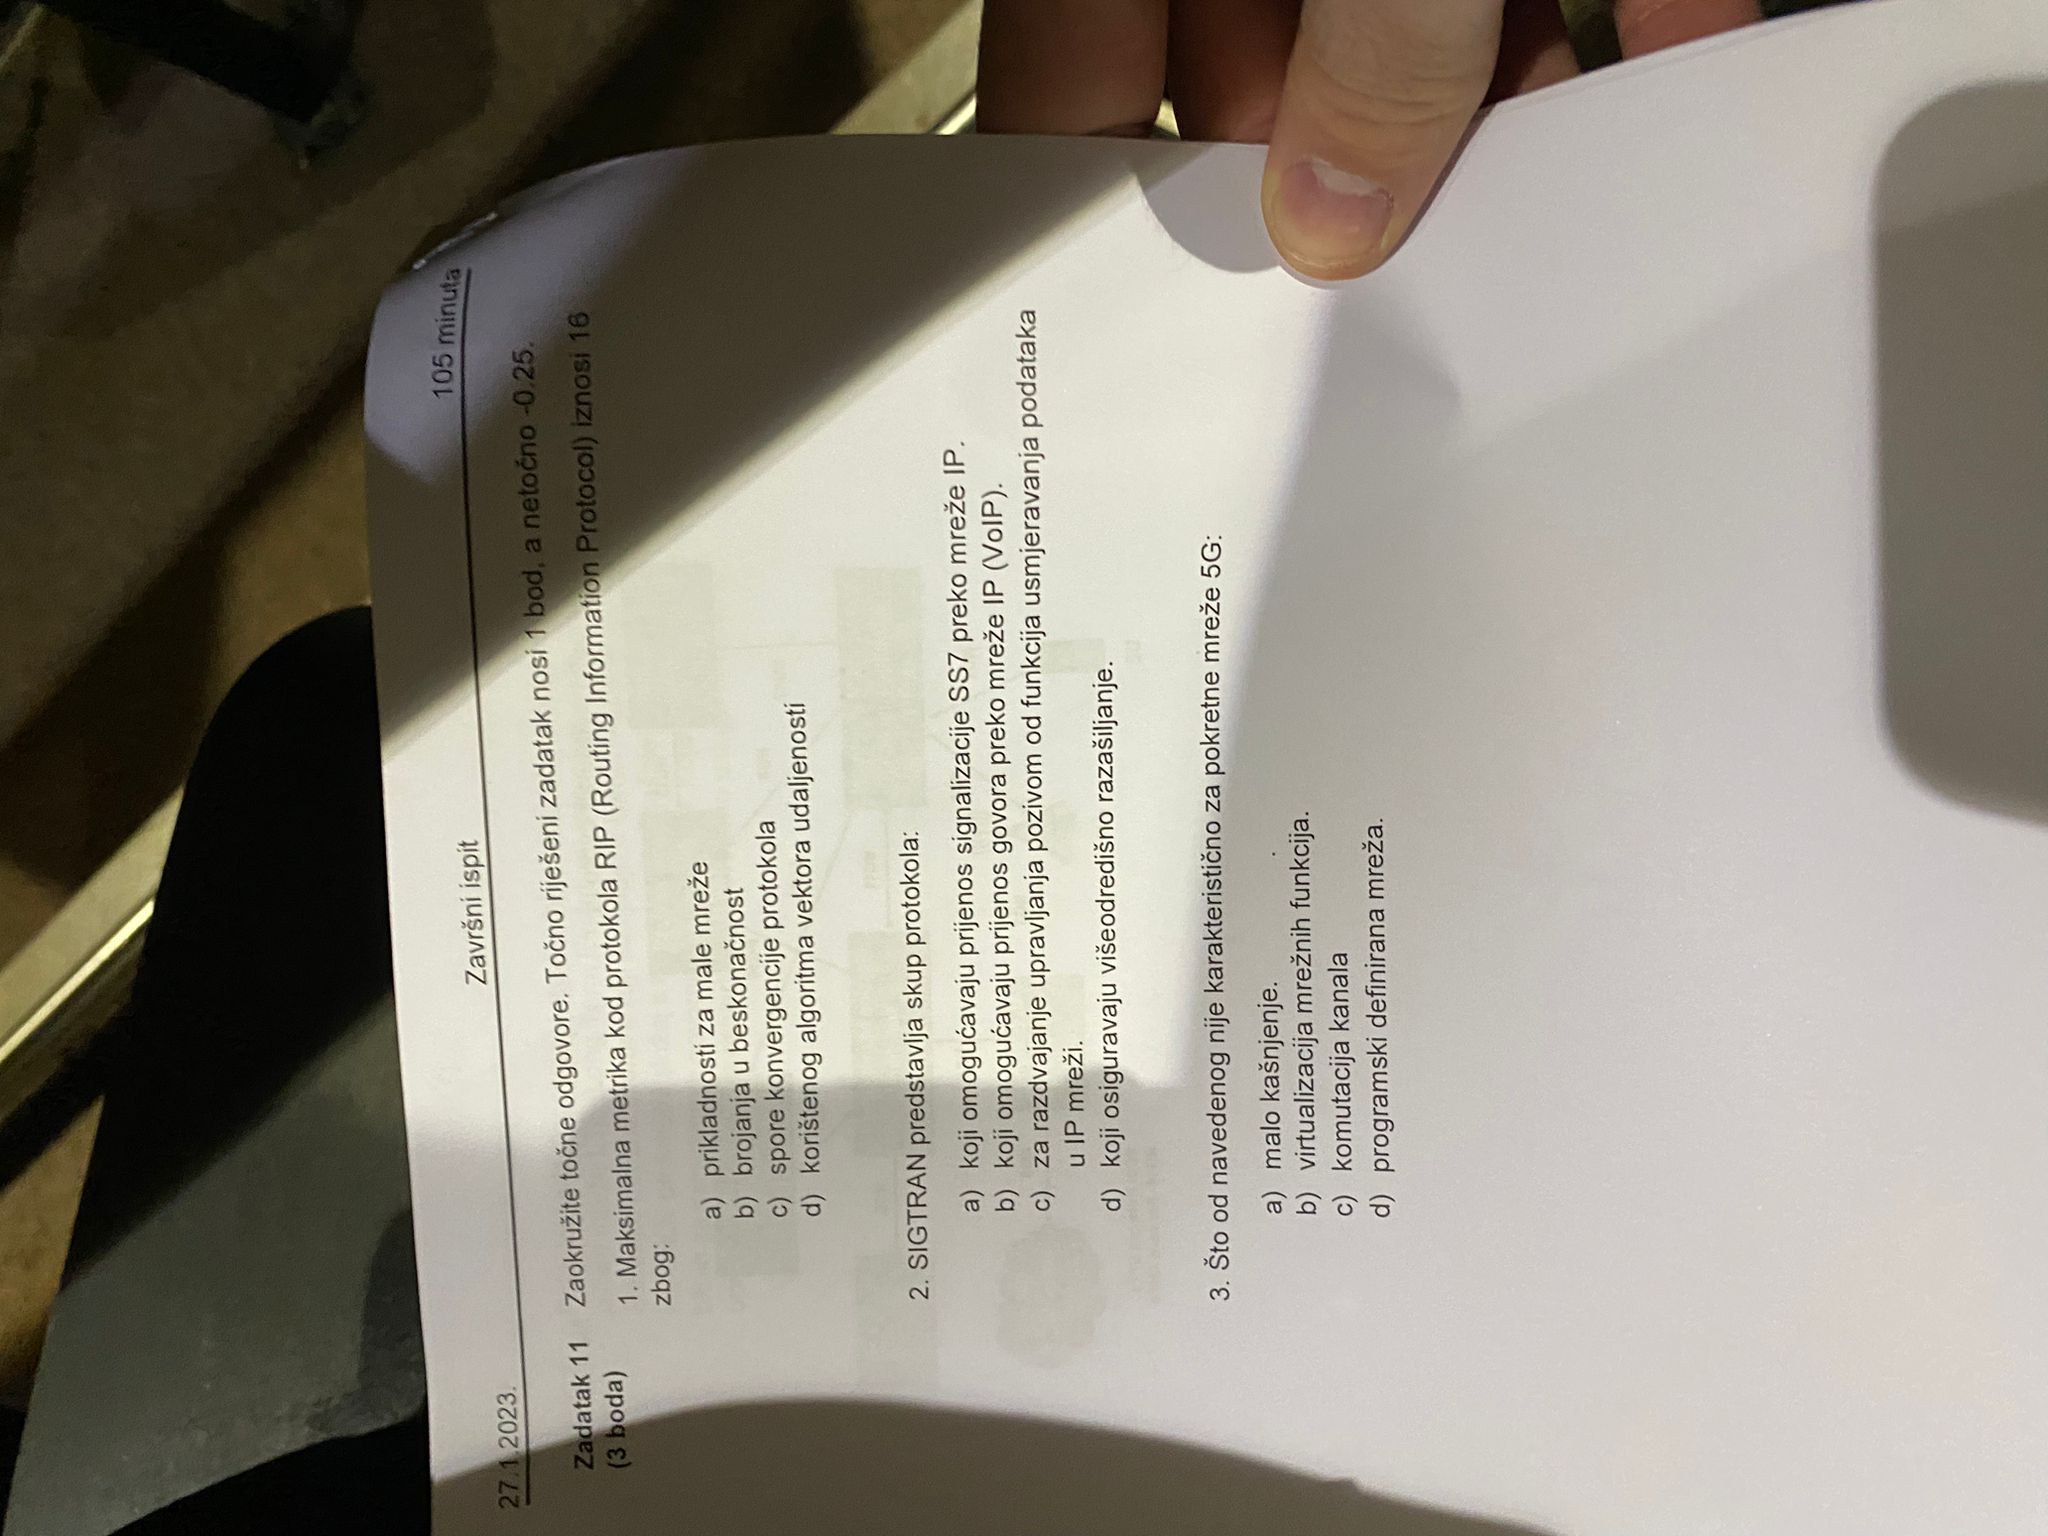 27.1.2023. Završni ispit 105 minuta
Zadatak 11 Zaokružite točne odgovore. Točno riješeni zadatak nosi 1 bod, a netočno -0.25.
(3 boda) 1. Maksimalna metrika kod protokola RIP (Routing Information Protocol) iznosi 16
zbog:
a) prikladnosti za male mreže
b) brojanja u beskonačnost
c) spore konvergencije protokola
d) korištenog algoritma vektora udaljenosti
2. SIGTRAN predstavlja skup protokola:
a) koji omogućavaju prijenos signalizacije SS7 preko mreže IP.
b) koji omogućavaju prijenos govora preko mreže IP (VoIP).
c) za razdvajanje upravljanja pozivom od funkcija usmjeravanja podataka
u IP mreži.
d) koji osiguravaju višeodredišno razašiljanje.
3. Što od navedenog nije karakteristično za pokretne mreže 5G:
a) malo kašnjenje.
b) virtualizacija mrežnih funkcija.
c) komutacija kanala
d) programski definirana mreža.